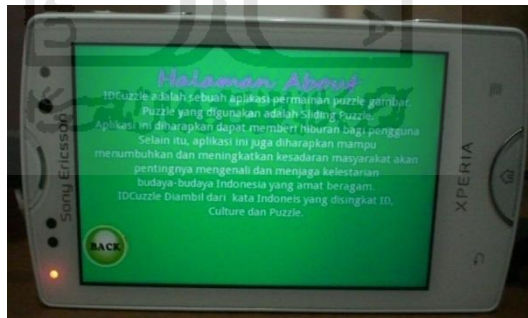 Halaman About
IDCuzzle adalah sebuah aplikasi permainan puzzle gambar.
Puzzle yang digunakan adalah Sliding Puzzle.
Aplikasi ini diharapkan dapat memberi hiburan bagi pengguna
Selain itu, aplikasi ini juga diharapkan mampu
menumbuhkan dan meningkatkan kesadaran masyarakat akan
pentingnya mengenali dan menjaga kelestarian
budaya-budaya Indonesia yang amat beragam.
IDCuzzle Diambil dari kata Indoneis yang disingkat ID,
Culture dan Puzzle.
BACK
Sony Ericsson
XPERIA